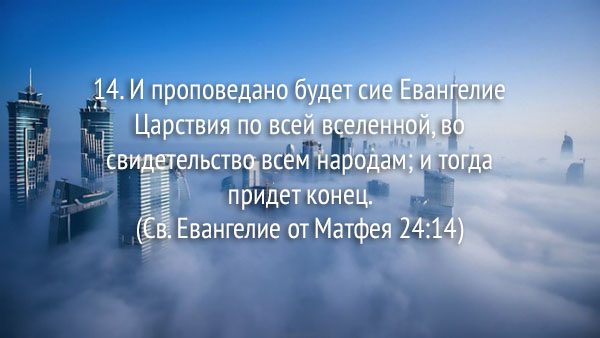 14. И проповедано будет сие Евангелие
Царствия по всей вселенной, во
свидетельство всем народам; и тогда
придет конец.
(Св. Евангелие от Матфея 24:14)